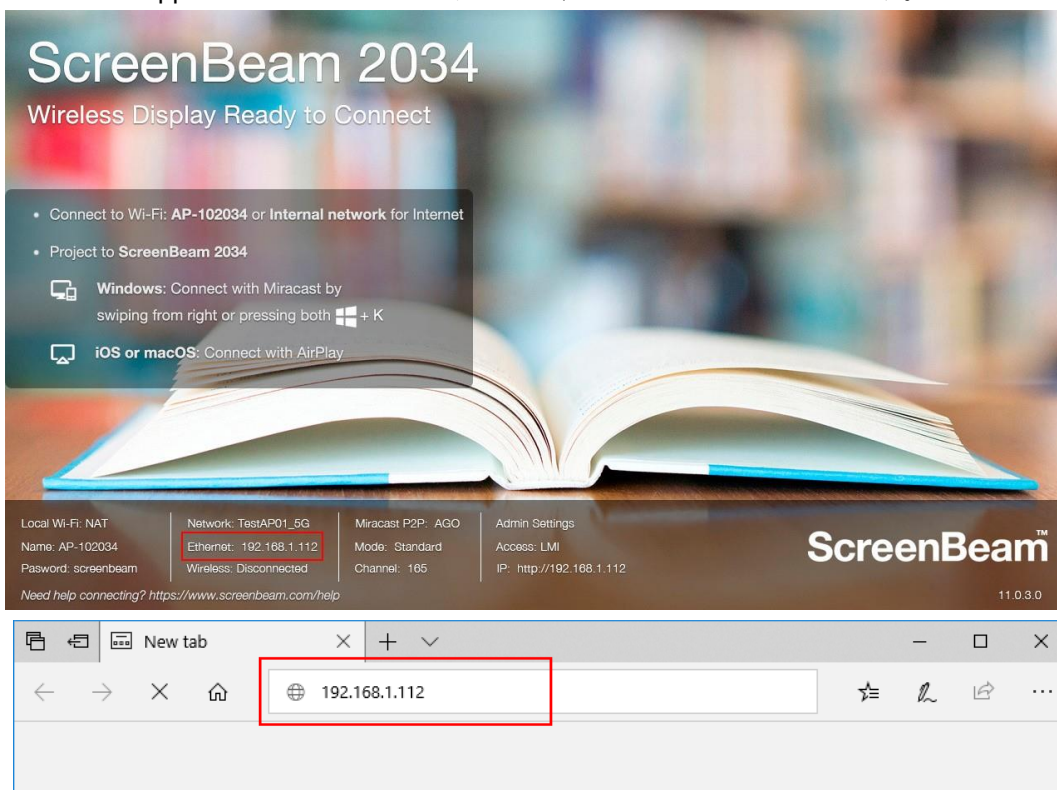 ScreenBeam 2034
Wireless Display Ready to Connect
• Connect to Wi-Fi: AP-102034 or Internal network for Internet
• Project to ScreenBeam 2034
Windows: Connect with Miracast by
swiping from right or pressing both + K
iOS or macOS: Connect with AirPlay
Local Wi-Fi: NAT
Name: AP-102034
Pasword: screenbeam
Network: TestAP01_5G
Ethernet: 192.168.1.112
Wireless: Disconnected
Miracast P2P: AGO
Mode: Standard
Channel: 165
Admin Settings
Access: LMI
IP: http://192.168.1.112
ScreenBeam™
Need help connecting? https://www.screenbeam.com/help
11.0.3.0
New tab
192.168.1.112